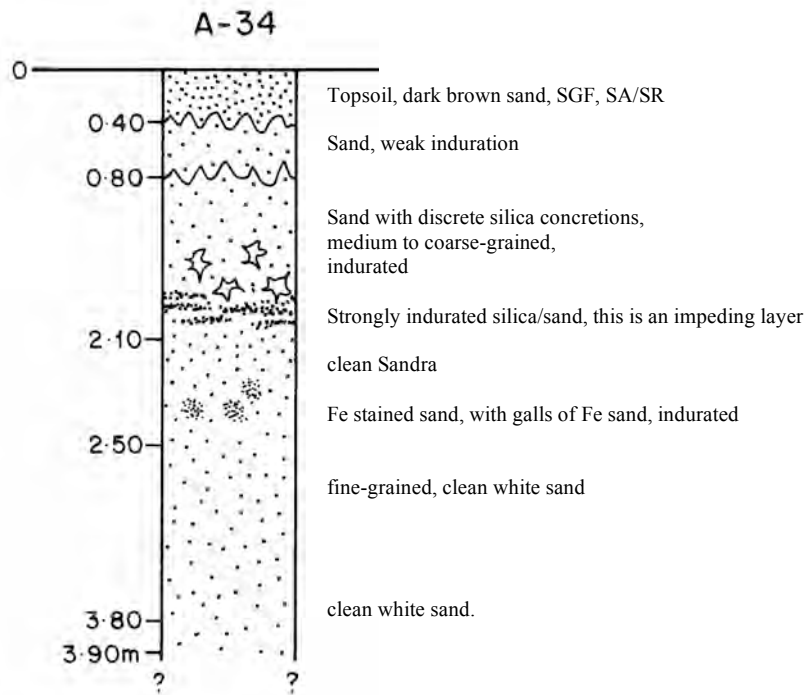 A-34
0
Topsoil, dark brown sand, SGF, SA/SR
0·40
Sand, weak induration
0·80
Sand with discrete silica concretions,
medium to coarse-grained,
indurated
Strongly indurated silica/sand, this is an impeding layer
2·10
clean Sandra
Fe stained sand, with galls of Fe sand, indurated
2·50
fine-grained, clean white sand
clean white sand.
3·80
3·90m
? ?